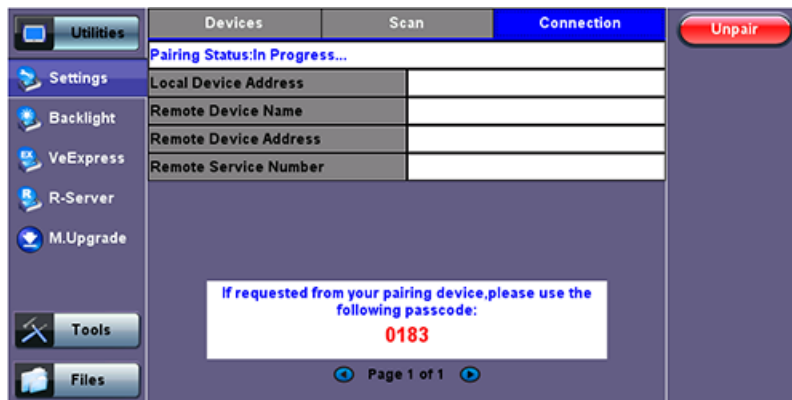 Utilities
Devices
Scan
Connection
Unpair
Pairing Status:In Progress...
Settings
Local Device Address
Remote Device Name
Backlight
Remote Device Address
VeExpress
Remote Service Number
R-Server
M.Upgrade
If requested from your pairing device,please use the
following passcode:
0183
Tools
Page 1 of 1
Files